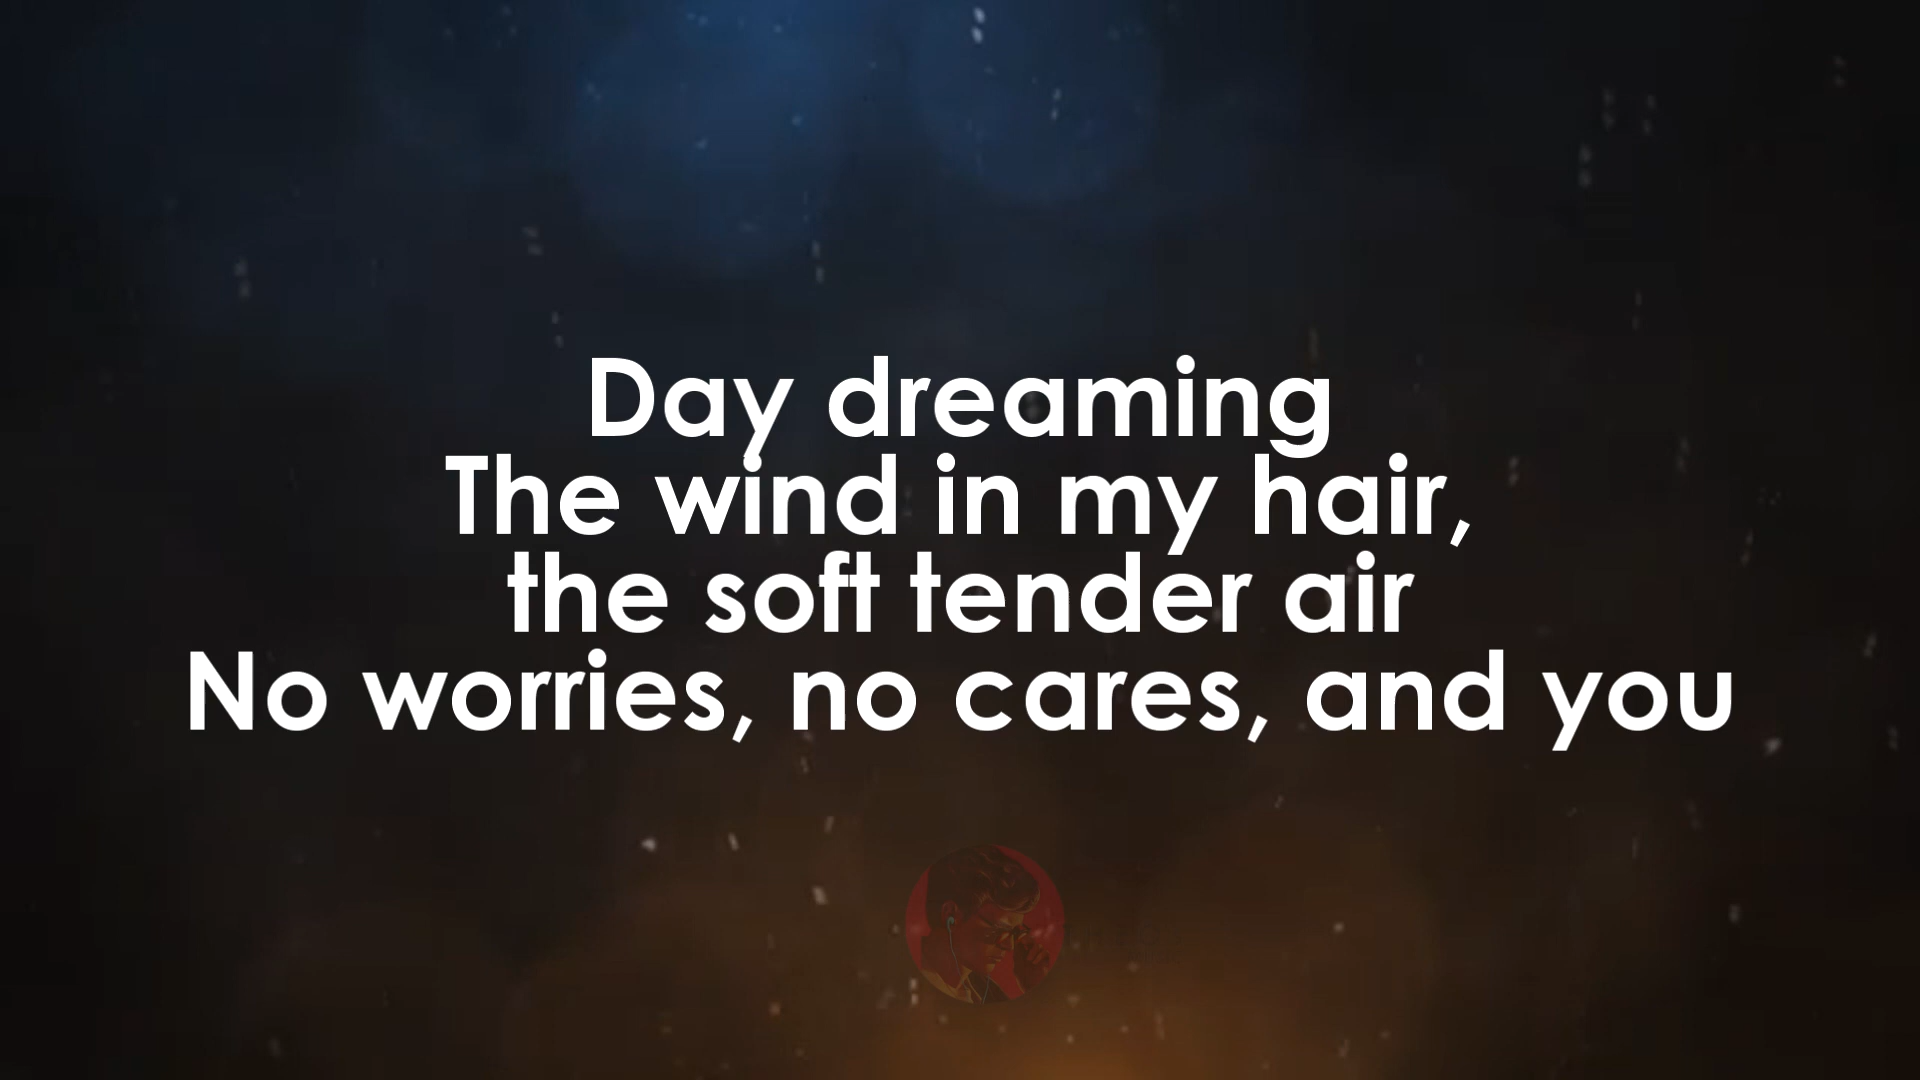 Day dreaming
The wind in my hair,
the soft tender air
No worries, no cares, and you